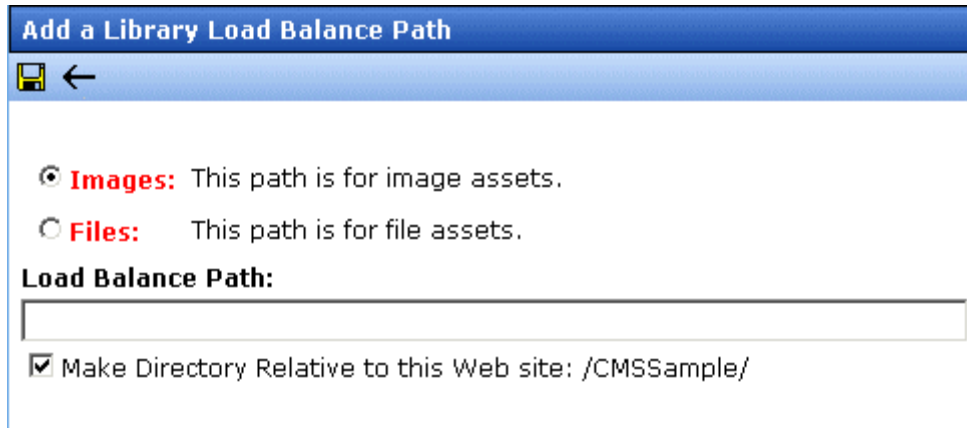 Add a Library Load Balance Path
Images: This path is for image assets.
Files: This path is for file assets.
Load Balance Path:
Make Directory Relative to this Web site: /CMSSample/